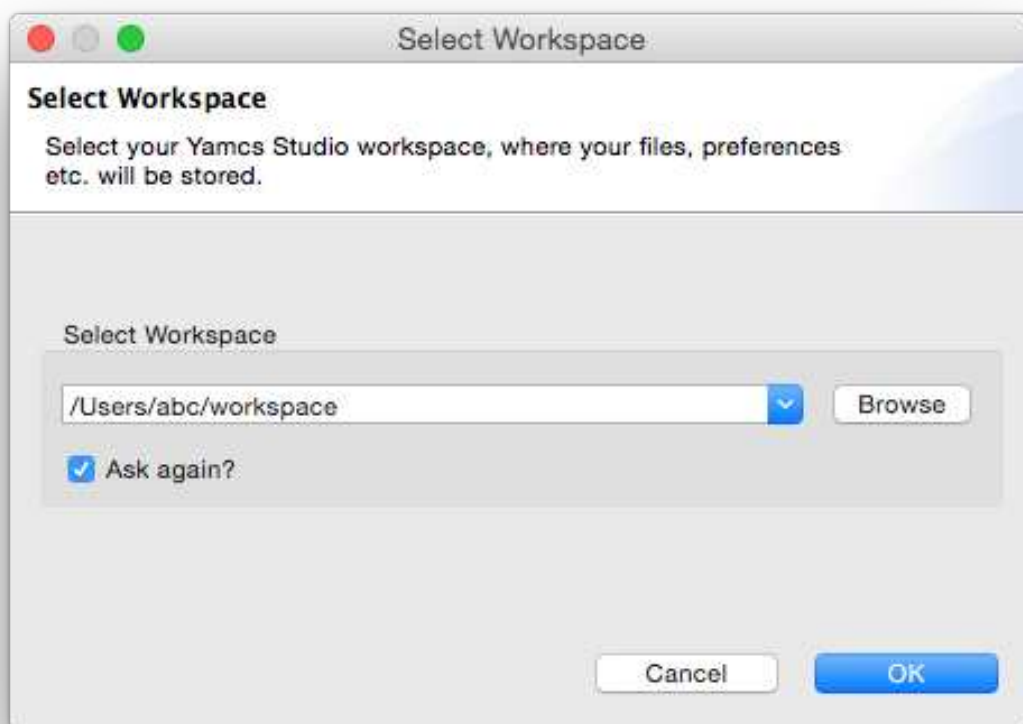 Select Workspace
Select Workspace
Select your Yamcs Studio workspace, where your files, preferences
etc. will be stored.
Select Workspace
/Users/abc/workspace
Browse
Ask again?
Cancel
OK